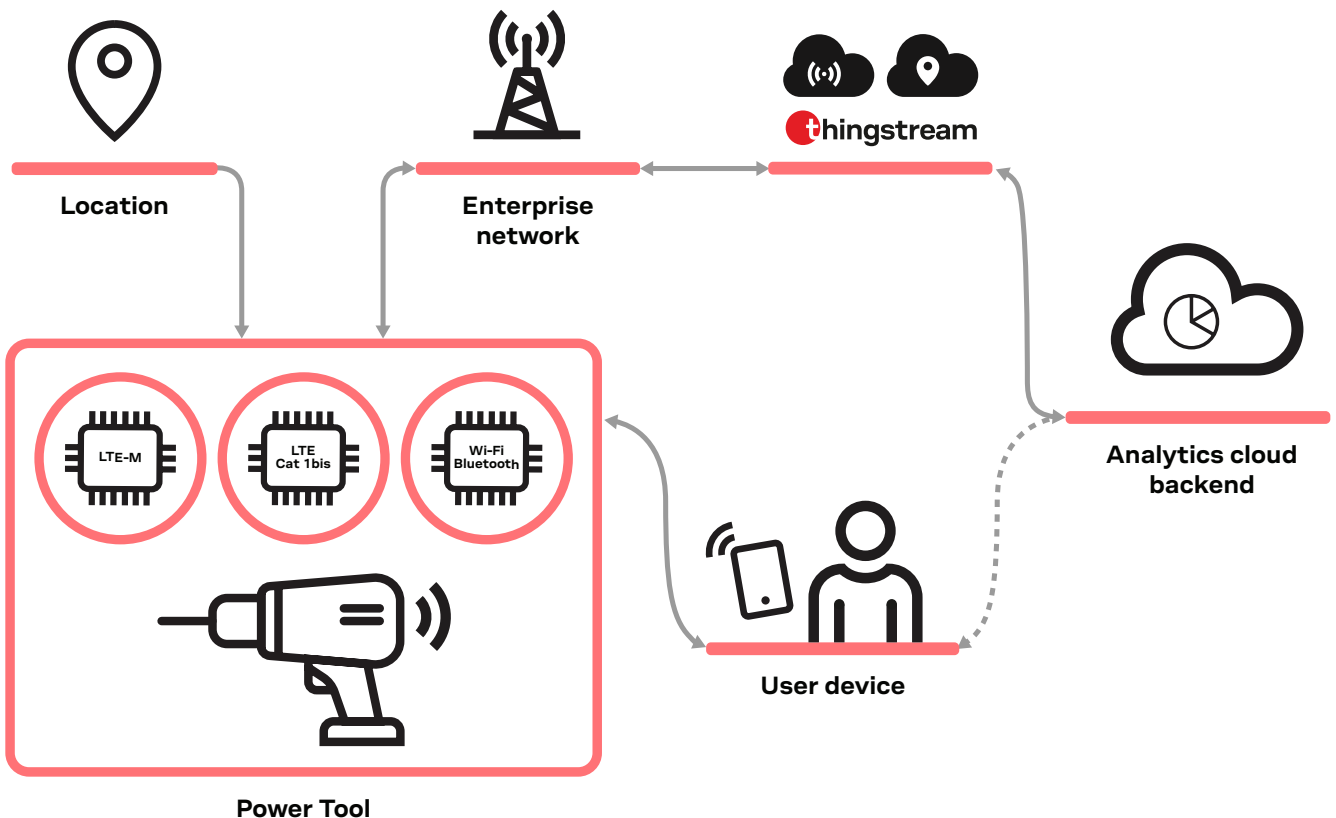 thingstream
Location
Enterprise
network
LTE-M
LTE
Cat 1bis
Wi-Fi
Bluetooth
Analytics cloud
backend
User device
Power Tool